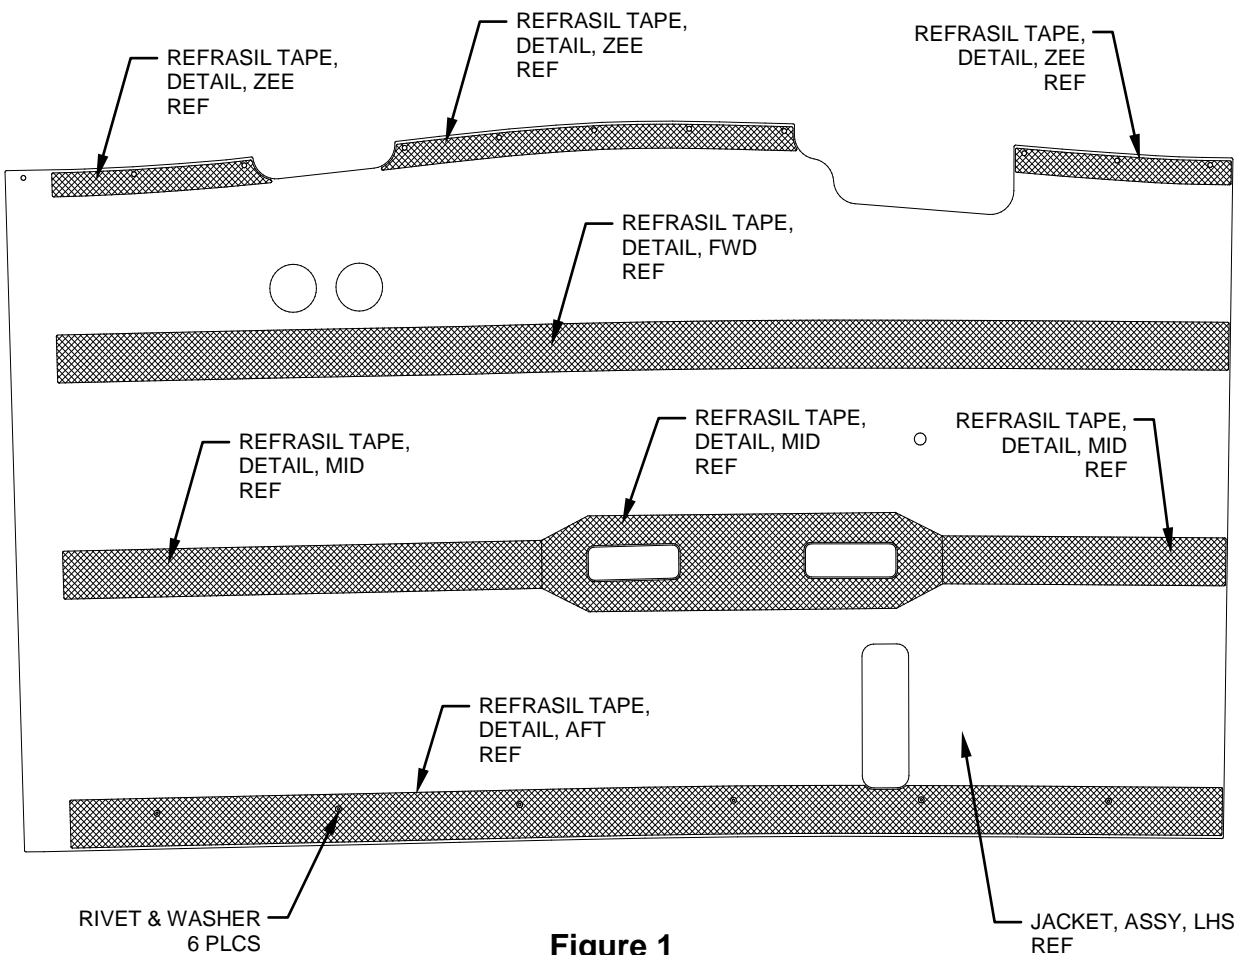 REFRASIL TAPE,
DETAIL, ZEE
REF
REFRASIL TAPE,
DETAIL, ZEE
REF
REFRASIL TAPE,
DETAIL, ZEE
REF
REFRASIL TAPE,
DETAIL, FWD
REF
REFRASIL TAPE,
DETAIL, MID
REF
REFRASIL TAPE,
DETAIL, MID
REF
REFRASIL TAPE,
DETAIL, MID
REF
REFRASIL TAPE,
DETAIL, AFT
REF
RIVET & WASHER
6 PLCS
JACKET, ASSY, LHS
REF
Figure 1